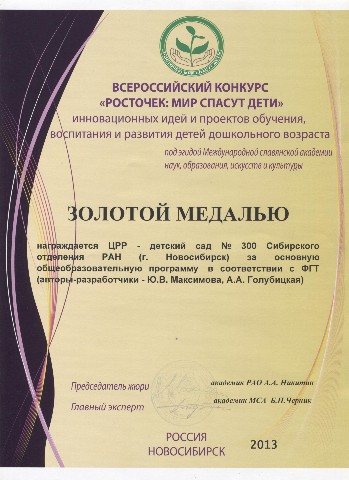 ВСЕРОССИЙСКИЙ КОНКУРС
«РОСТОЧЕК: МИР СПАСУТ ДЕТИ»
инновационных идей и проектов обучения,
воспитания и развития детей дошкольного возраста
под эгидой Международной славянской академии
наук, образования, искусств и культуры
ЗОЛОТОЙ МЕДАЛЬЮ
награждается ЦРР - детский сад № 300 Сибирского
отделения РАН (г. Новосибирск) за основную
общеобразовательную программу в соответствии с ФГТ
(авторы-разработчики - Ю.В. Максимова, А.А. Голубицкая)
Председатель жюри академик РАО А.А. Никитин
Главный эксперт академик МСА Б.П.Черник
РОССИЯ
НОВОСИБИРСК 2013